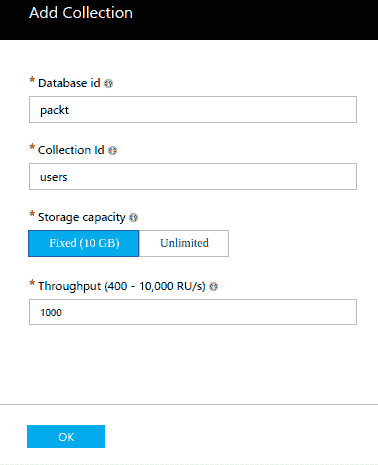 Add Collection
* Database id
packt
* Collection Id
users
* Storage capacity
Fixed (10 GB) Unlimited
* Throughput (400 - 10,000 RU/s)
1000
OK